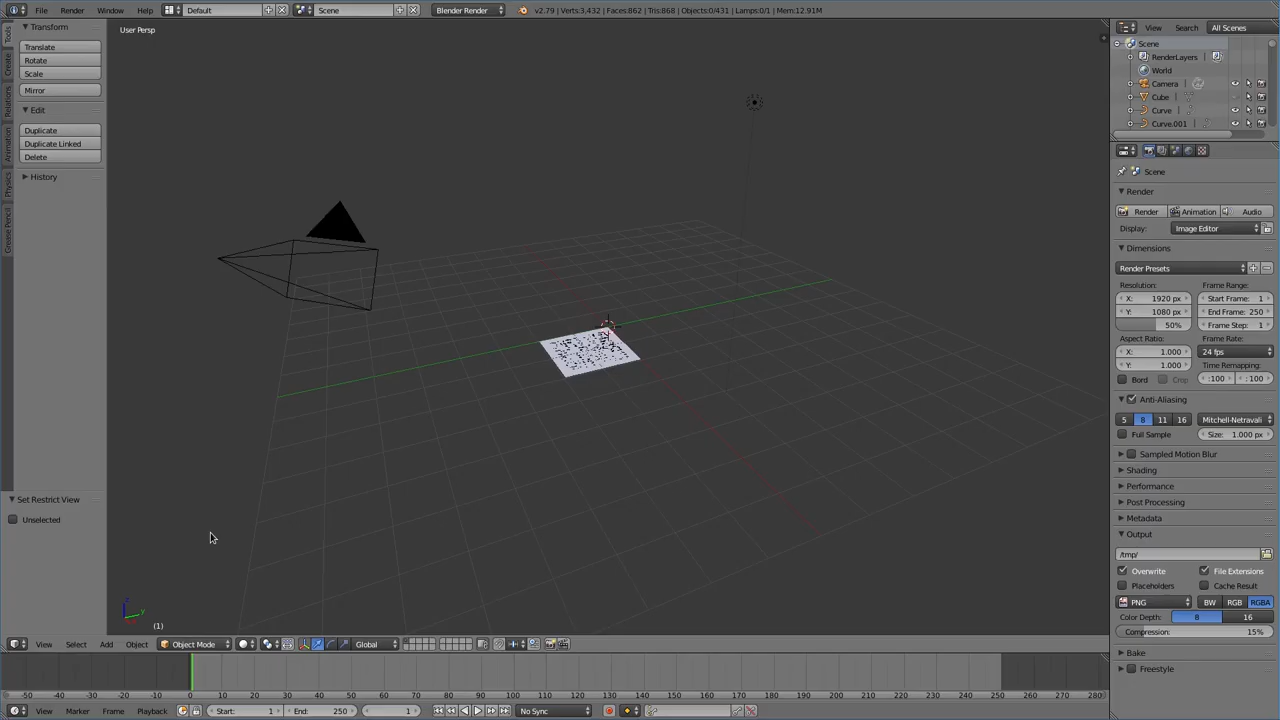 File Render Window Help Default Scene Blender Render v2.79 | Verts:3,432 | Faces:862 | Tris:868 | Objects:0/431 | Lamps:0/1 | Mem:12.91M
View Search All Scenes
Tools
Create
Relations
Animation
Physics
Grease Pencil
Transform
Translate
Rotate
Scale
Mirror
Edit
Duplicate
Duplicate Linked
Delete
History
Set Restrict View
Unselected
User Persp
(1)
z
y
Scene
RenderLayers
World
Camera
Cube
Curve
Curve.001
Scene
Render
Render Animation Audio
Display: Image Editor
Dimensions
Render Presets
Resolution: Frame Range:
X: 1920 px Start Frame: 1
Y: 1080 px End Frame: 250
50% Frame Step: 1
Aspect Ratio: Frame Rate:
X: 1.000 24 fps
Y: 1.000 Time Remapping:
Bord Crop :100 :100
Anti-Aliasing
5 8 11 16 Mitchell-Netravali
Full Sample Size: 1.000 px
Sampled Motion Blur
Shading
Performance
Post Processing
Metadata
Output
/tmp/
Overwrite File Extensions
Placeholders Cache Result
PNG BW RGB RGBA
Color Depth: 8 16
Compression: 15%
Bake
Freestyle
View Select Add Object Object Mode Global
-50 -40 -30 -20 -10 0 10 20 30 40 50 60 70 80 90 100 110 120 130 140 150 160 170 180 190 200 210 220 230 240 250 260 270 280
View Marker Frame Playback Start: 1 End: 250 1 No Sync